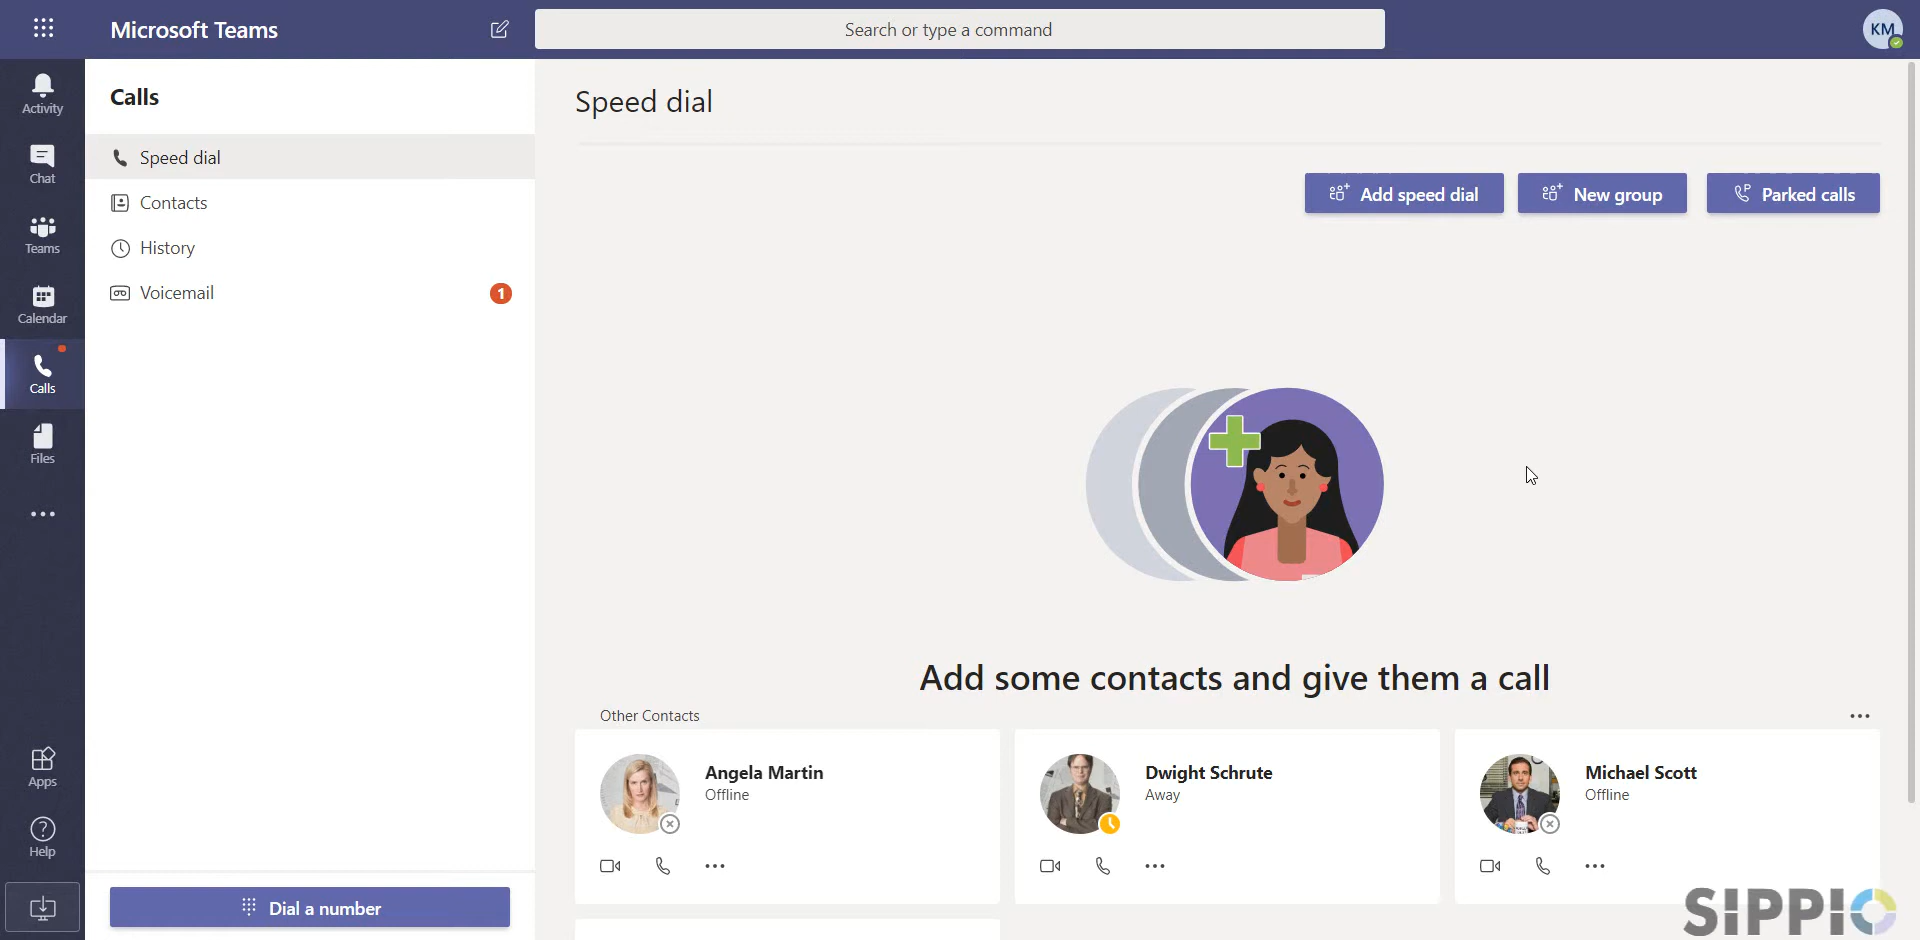 Microsoft Teams
Search or type a command
KM
Activity
Chat
Teams
Calendar
Calls
Files
Apps
Help
Calls
Speed dial
Contacts
History
Voicemail
1
Dial a number
Speed dial
Add speed dial
New group
Parked calls
Add some contacts and give them a call
Other Contacts
Angela Martin
Offline
Dwight Schrute
Away
Michael Scott
Offline
SIPPIO